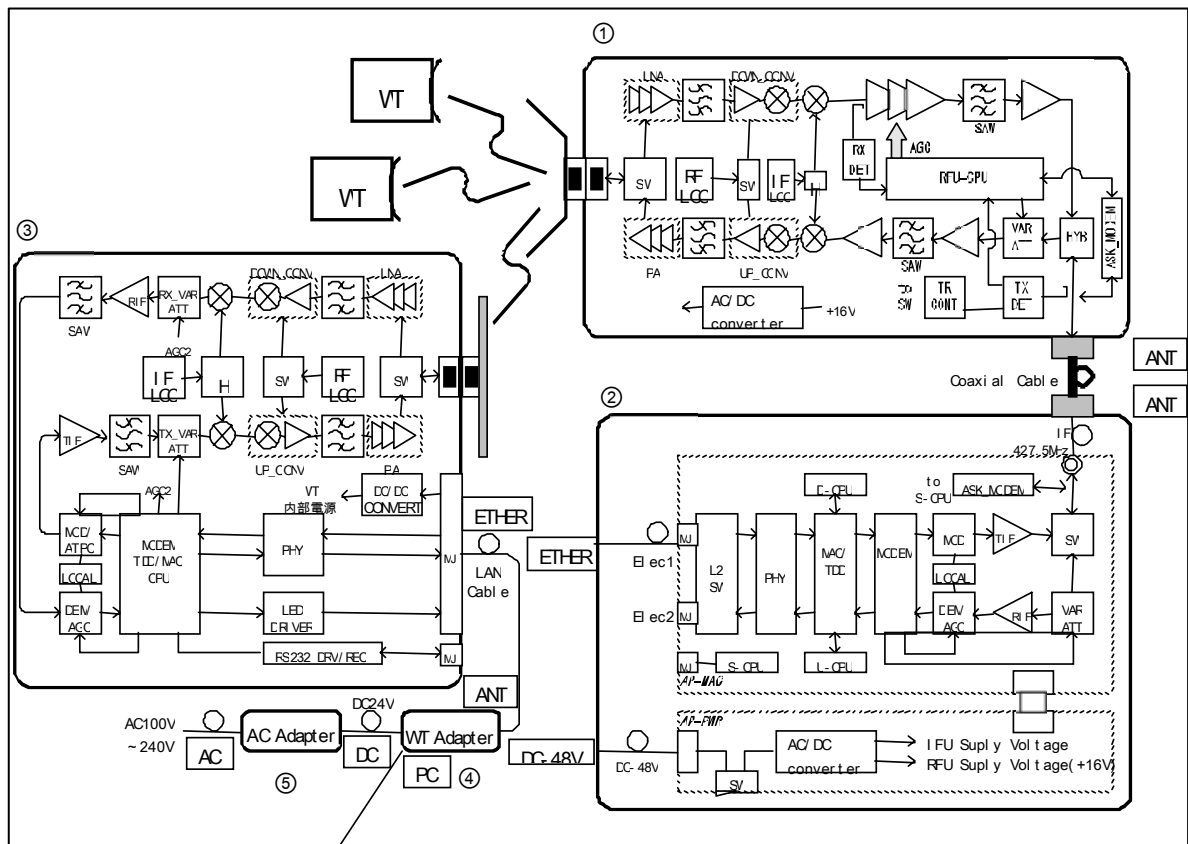 ①
LNA
DOWN_CONV
SAW
RX
DET
AGC
RFU-CPU
SW
RF
LOC
SW
IF
LOC
H
VAR
HYB
ASK_MODEM
PA
UP_CONV
SAW
to
SW
TR
CONT
TX
AC/DC
converter
+16V
VT
VT
③
SAW
RIF
RX_VAR
ATT
DOWN_CONV
LNA
AGC2
IF
LOC
H
SW
RF
LOC
SW
TIF
SAW
TX_VAR
ATT
UP_CONV
PA
AGC2
VT
内部電源
DC/DC
CONVERT
MOD/
ATPC
MODEM
TDD/MAC
CPU
PHY
MJ
LOCAL
DEM/
AGC
LED
DRIVER
RS232 DRV/REC
MJ
ETHER
LAN
Cable
ANT
Coaxial Cable
ANT
ANT
②
IF
427.5M
to
S-CPU
ASK_MODEM
D-CPU
ETHER
Elec1
MJ
L2
SW
PHY
MAC/
TDD
MODEM
MOD
TIF
SW
LOCAL
Elec2
MJ
DEM/
AGC
RIF
VAR
ATT
MJ
S-CPU
U-CPU
AP-MAC
AP-PWR
DC-48V
DC-48V
SW
AC/DC
converter
IFU Suply Voltage
RFU Suply Voltage(+16V)
AC100V
~240V
AC
AC Adapter
⑤
DC24V
DC
WT Adapter
PC
④